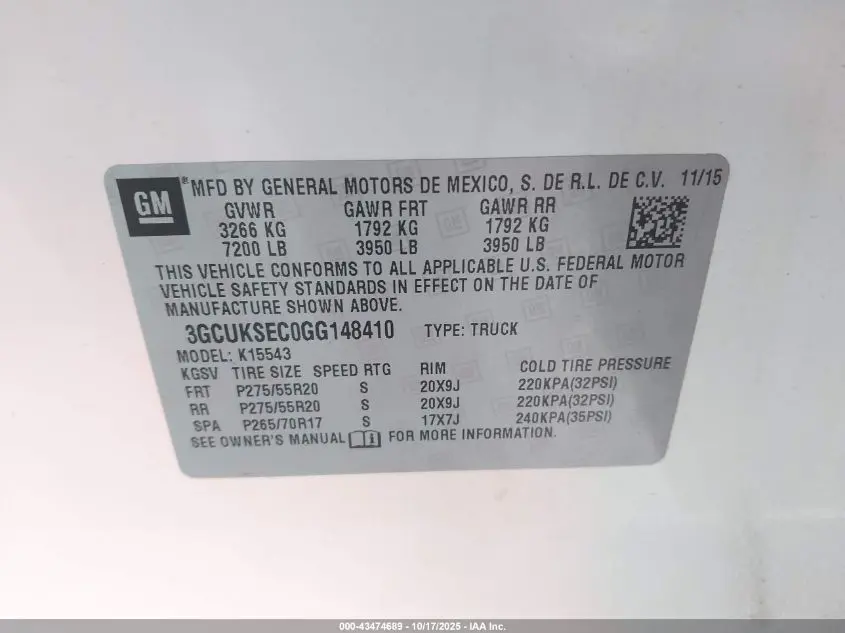 GM
® MFD BY GENERAL MOTORS DE MEXICO, S. DE R.L. DE C.V. 11/15
GVWR GAWR FRT GAWR RR
3266 KG 1792 KG 1792 KG
7200 LB 3950 LB 3950 LB
THIS VEHICLE CONFORMS TO ALL APPLICABLE U.S. FEDERAL MOTOR
VEHICLE SAFETY STANDARDS IN EFFECT ON THE DATE OF
MANUFACTURE SHOWN ABOVE.
3GCUKSEC0GG148410 TYPE: TRUCK
MODEL: K15543
KGSV TIRE SIZE SPEED RTG RIM COLD TIRE PRESSURE
FRT P275/55R20 S 20X9J 220KPA(32PSI)
RR P275/55R20 S 20X9J 220KPA(32PSI)
SPA P265/70R17 S 17X7J 240KPA(35PSI)
SEE OWNER'S MANUAL FOR MORE INFORMATION.
000-43474689 - 10/17/2025 - IAA Inc.